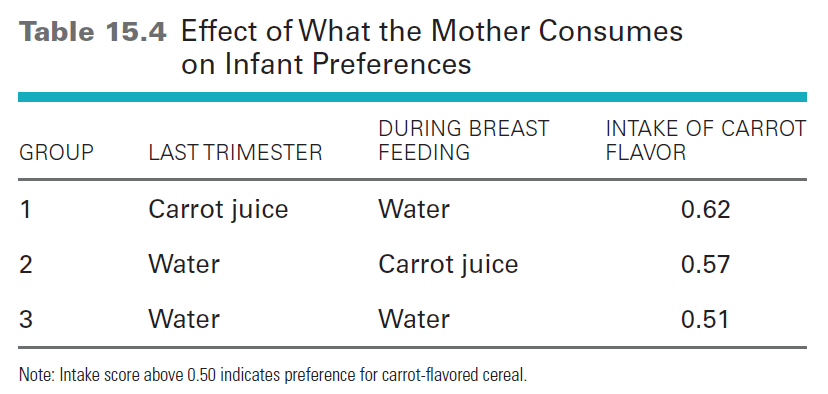 Table 15.4 Effect of What the Mother Consumes
on Infant Preferences
GROUP LAST TRIMESTER DURING BREAST FEEDING INTAKE OF CARROT FLAVOR
1 Carrot juice Water 0.62
2 Water Carrot juice 0.57
3 Water Water 0.51
Note: Intake score above 0.50 indicates preference for carrot-flavored cereal.